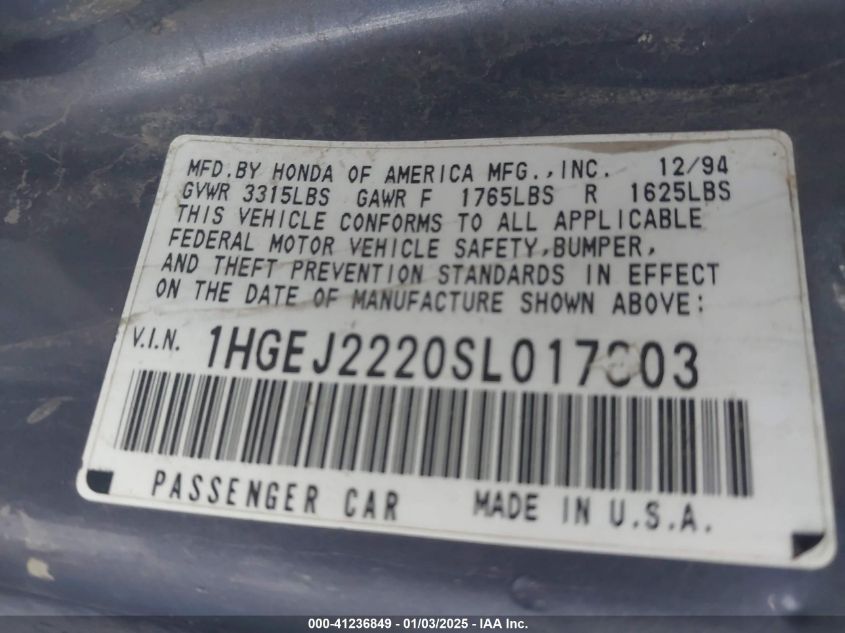 MFD.BY HONDA OF AMERICA MFG.,INC. 12/94
GVWR 3315LBS GAWR F 1765LBS R 1625LBS
THIS VEHICLE CONFORMS TO ALL APPLICABLE
FEDERAL MOTOR VEHICLE SAFETY,BUMPER,
AND THEFT PREVENTION STANDARDS IN EFFECT
ON THE DATE OF MANUFACTURE SHOWN ABOVE:
V.I.N. 1HGEJ2220SL017803
PASSENGER CAR MADE IN U.S.A.
000-41236849 - 01/03/2025 - IAA Inc.